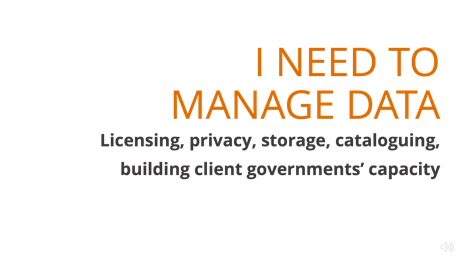 I NEED TO
MANAGE DATA
Licensing, privacy, storage, cataloguing,
building client governments’ capacity